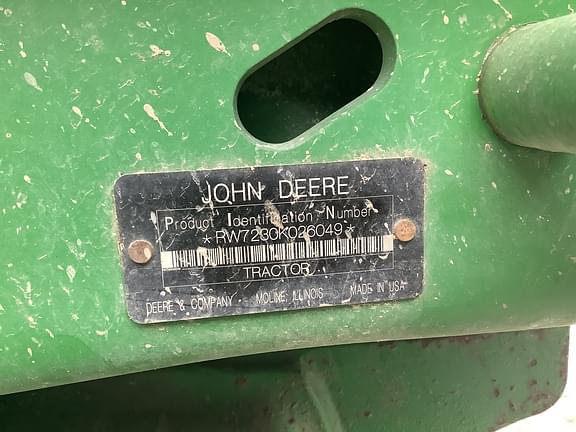 JOHN DEERE
Product Identification Number
*RW7230K026049*
TRACTOR
DEERE & COMPANY MOLINE, ILLINOIS MADE IN USA